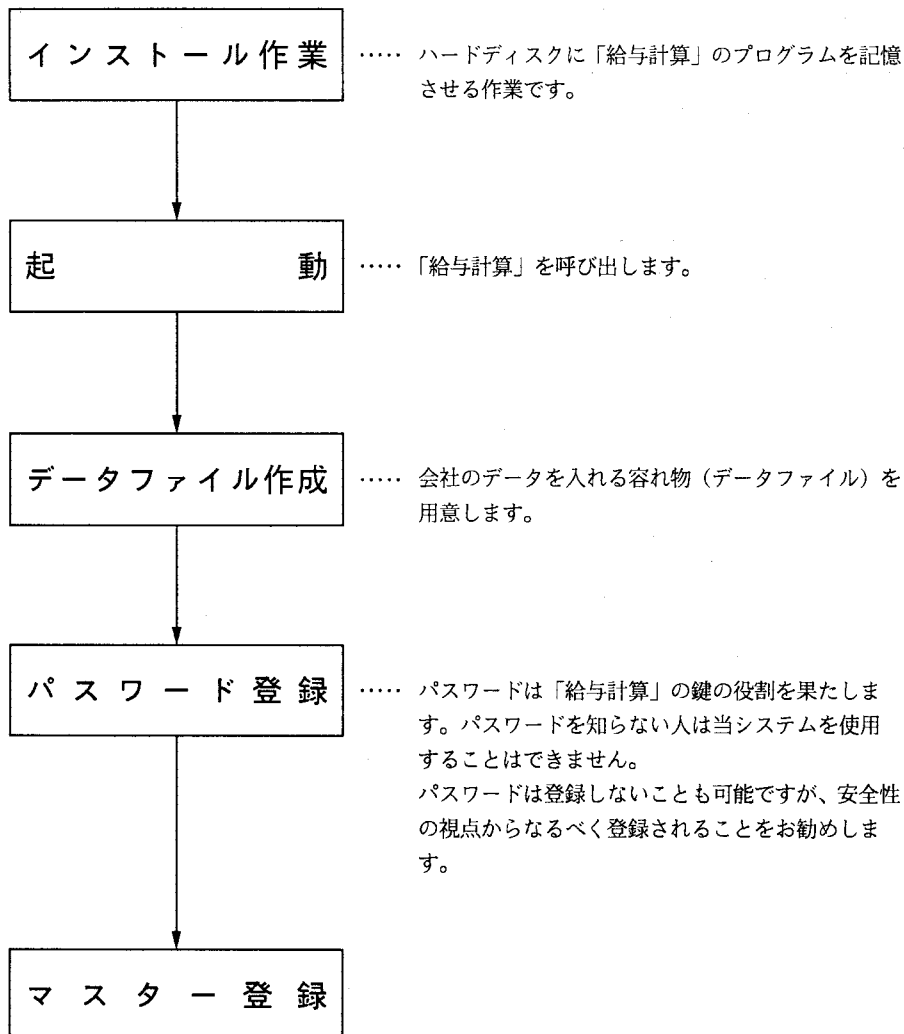 インストール作業 ····· ハードディスクに「給与計算」のプログラムを記憶
させる作業です。
起動 ····· 「給与計算」を呼び出します。
データファイル作成 ····· 会社のデータを入れる容れ物（データファイル）を
用意します。
パスワード登録 ····· パスワードは「給与計算」の鍵の役割を果たしま
す。パスワードを知らない人は当システムを使用
することはできません。
パスワードは登録しないことも可能ですが、安全性
の視点からなるべく登録されることをお勧めしま
す。
マスター登録